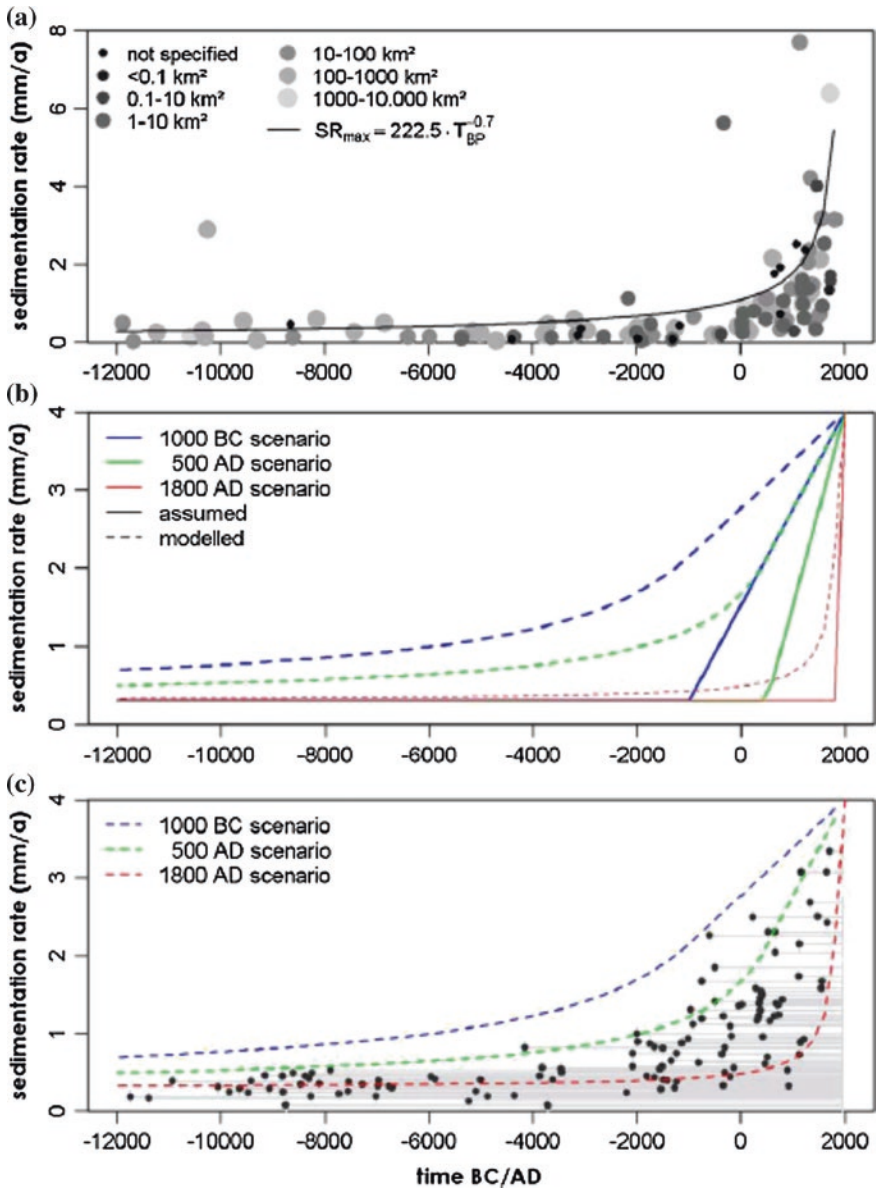 (a)
sedimentation rate (mm/a)
8
6
4
2
0
not specified
<0.1 km²
0.1-10 km²
1-10 km²
10-100 km²
100-1000 km²
1000-10.000 km²
SRmax = 222.5 · TBP^-0.7
-12000 -10000 -8000 -6000 -4000 -2000 0 2000
(b)
sedimentation rate (mm/a)
4
3
2
1
0
1000 BC scenario
500 AD scenario
1800 AD scenario
assumed
modelled
-12000 -10000 -8000 -6000 -4000 -2000 0 2000
(c)
sedimentation rate (mm/a)
4
3
2
1
0
1000 BC scenario
500 AD scenario
1800 AD scenario
-12000 -10000 -8000 -6000 -4000 -2000 0 2000
time BC/AD